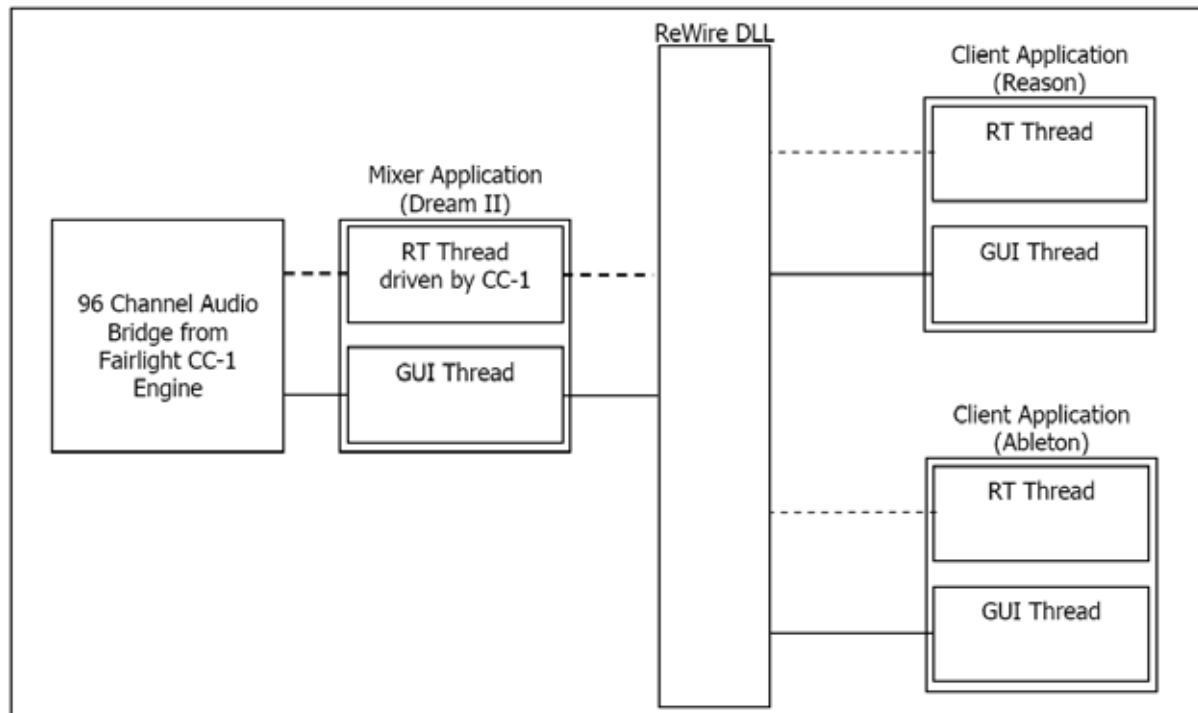 ReWire DLL
Client Application
(Reason)
RT Thread
GUI Thread
Mixer Application
(Dream II)
RT Thread
driven by CC-1
GUI Thread
96 Channel Audio
Bridge from
Fairlight CC-1
Engine
Client Application
(Ableton)
RT Thread
GUI Thread